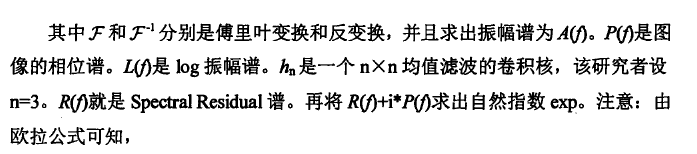 其中 ℱ 和 ℱ⁻¹ 分别是傅里叶变换和反变换，并且求出振幅谱为 A(f)。P(f)是图
像的相位谱。L(f)是 log 振幅谱。hₙ 是一个 n×n 均值滤波的卷积核，该研究者设
n=3。R(f)就是 Spectral Residual 谱。再将 R(f)+i*P(f)求出自然指数 exp。注意：由
欧拉公式可知，